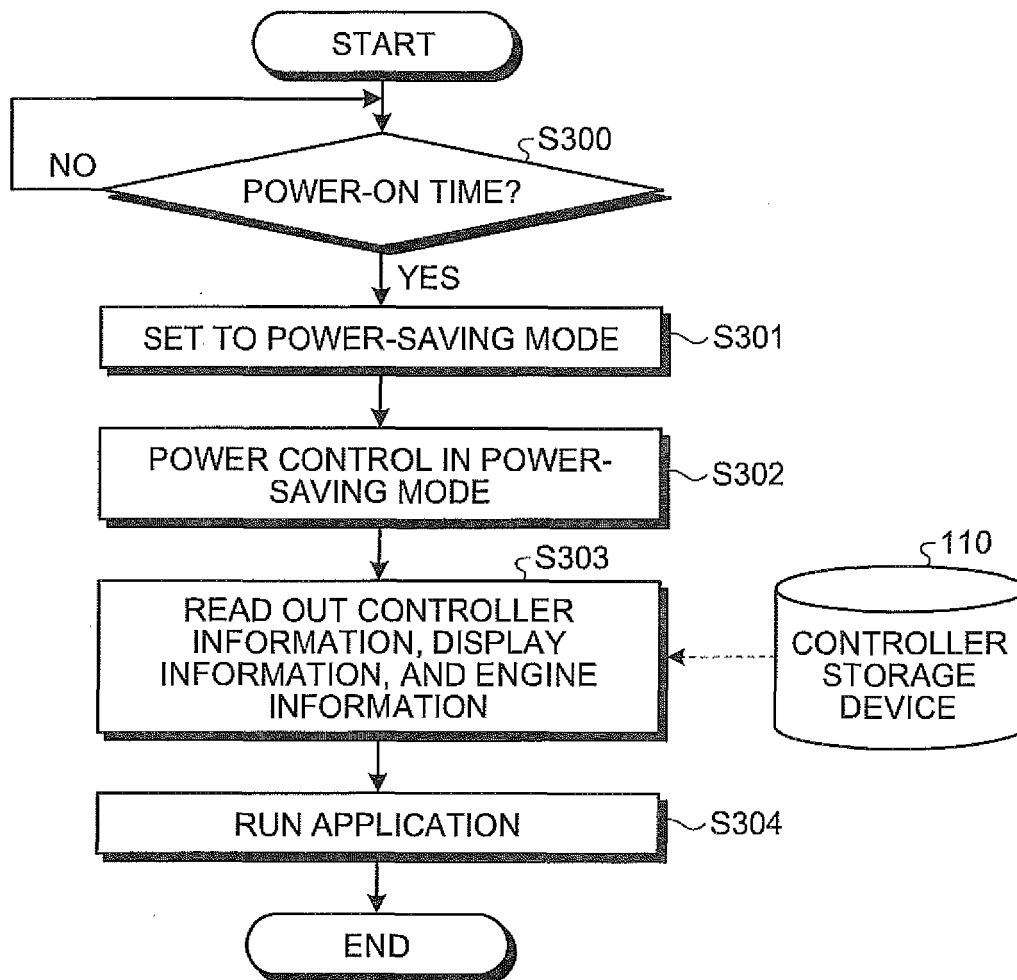 START
S300
NO
POWER-ON TIME?
YES
SET TO POWER-SAVING MODE
S301
POWER CONTROL IN POWER-
SAVING MODE
S302
S303
110
READ OUT CONTROLLER
INFORMATION, DISPLAY
INFORMATION, AND ENGINE
INFORMATION
CONTROLLER
STORAGE
DEVICE
RUN APPLICATION
S304
END